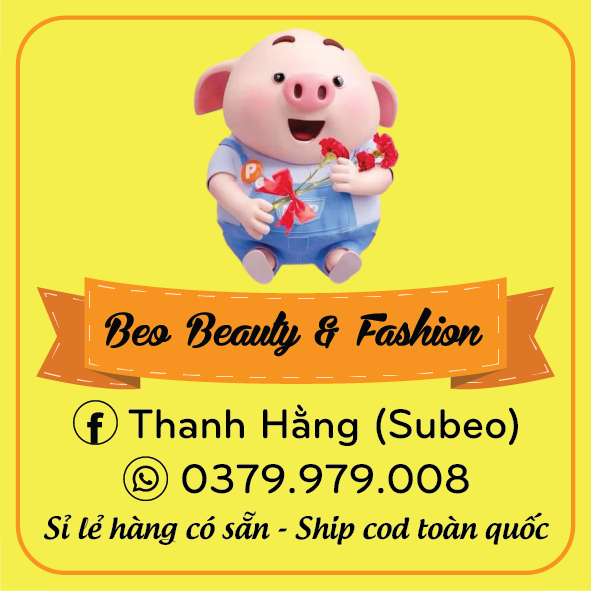 P
Beo Beauty & Fashion
f Thanh Hằng (Subeo)
0379.979.008
Sỉ lẻ hàng có sẵn - Ship cod toàn quốc